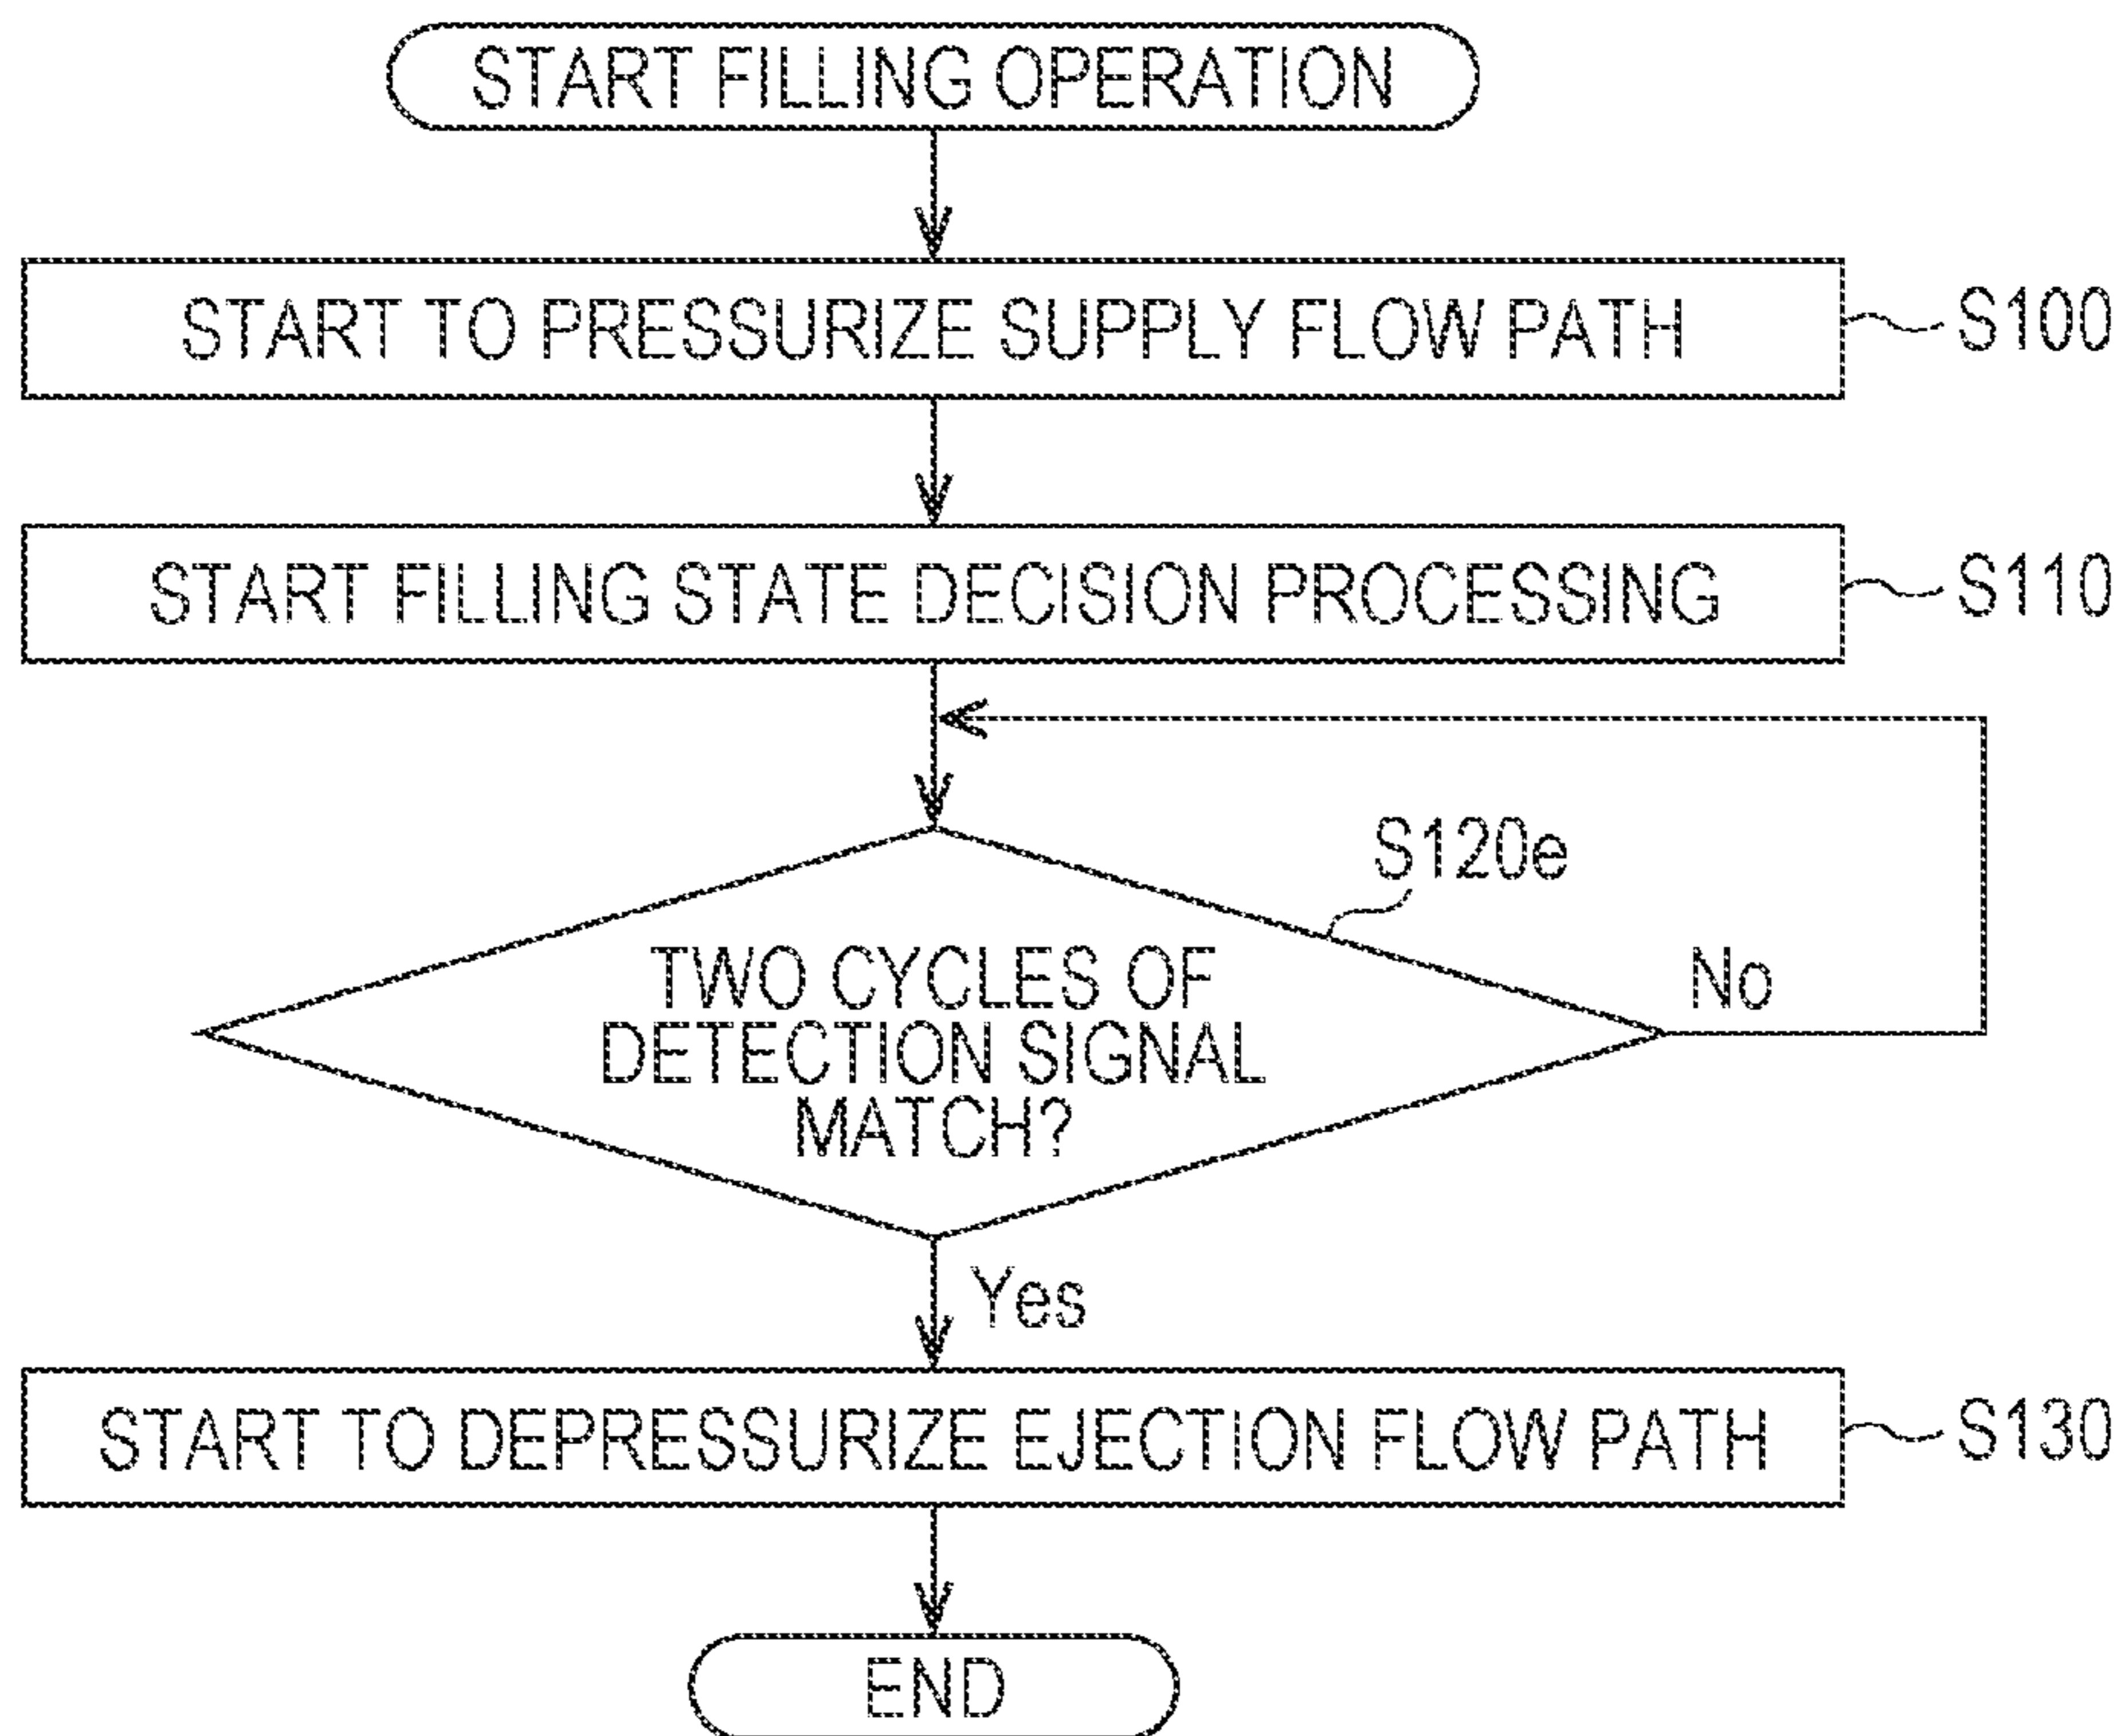 START FILLING OPERATION
START TO PRESSURIZE SUPPLY FLOW PATH
S100
START FILLING STATE DECISION PROCESSING
S110
S120e
TWO CYCLES OF
DETECTION SIGNAL
MATCH?
No
Yes
START TO DEPRESSURIZE EJECTION FLOW PATH
S130
END